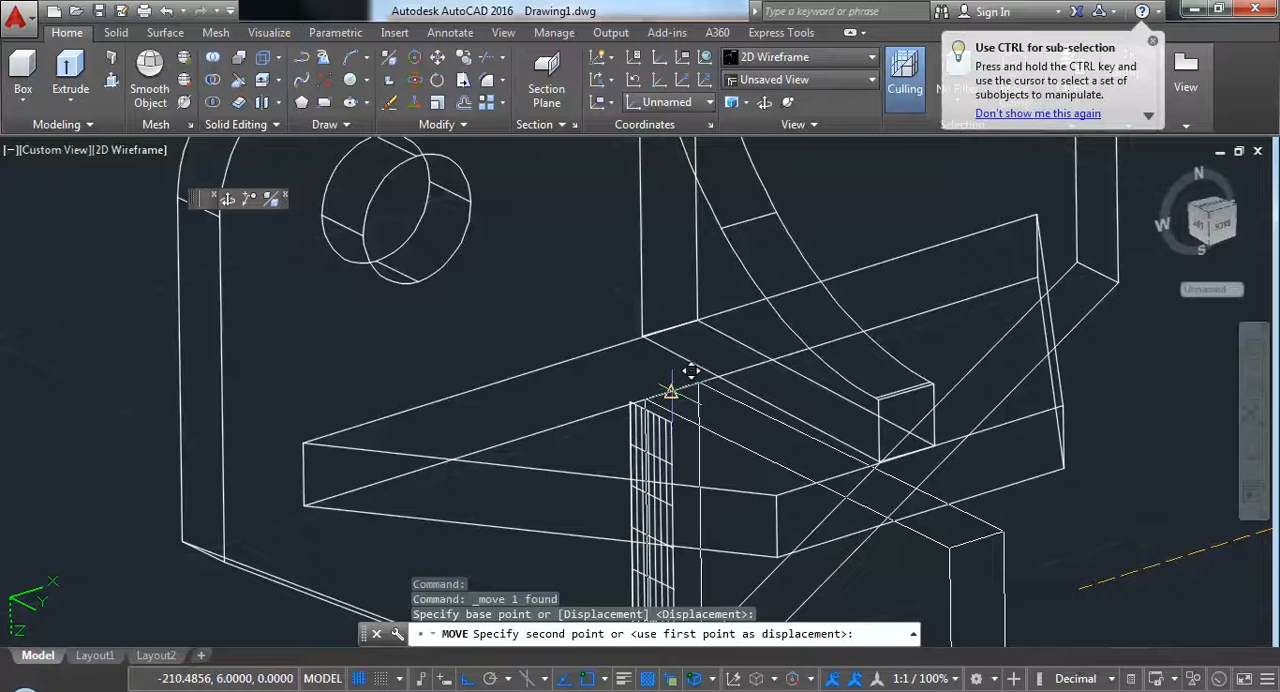 Autodesk AutoCAD 2016 Drawing1.dwg
Type a keyword or phrase
Sign In
Home Solid Surface Mesh Visualize Parametric Insert Annotate View Manage Output Add-ins A360 Express Tools
Use CTRL for sub-selection
Press and hold the CTRL key and
use the cursor to select a set of
subobjects to manipulate.
Don't show me this again
Box
Extrude
Smooth
Object
Section
Plane
2D Wireframe
Unsaved View
Unnamed
Culling
View
Modeling
Mesh
Solid Editing
Draw
Modify
Section
Coordinates
View
[−][Custom View][2D Wireframe]
N
W
S
Unnamed
X
Y
Z
Command:
Command: _move 1 found
Specify base point or [Displacement] <Displacement>:
MOVE Specify second point or <use first point as displacement>:
Model Layout1 Layout2 +
-210.4856, 6.0000, 0.0000 MODEL 1:1 / 100% Decimal